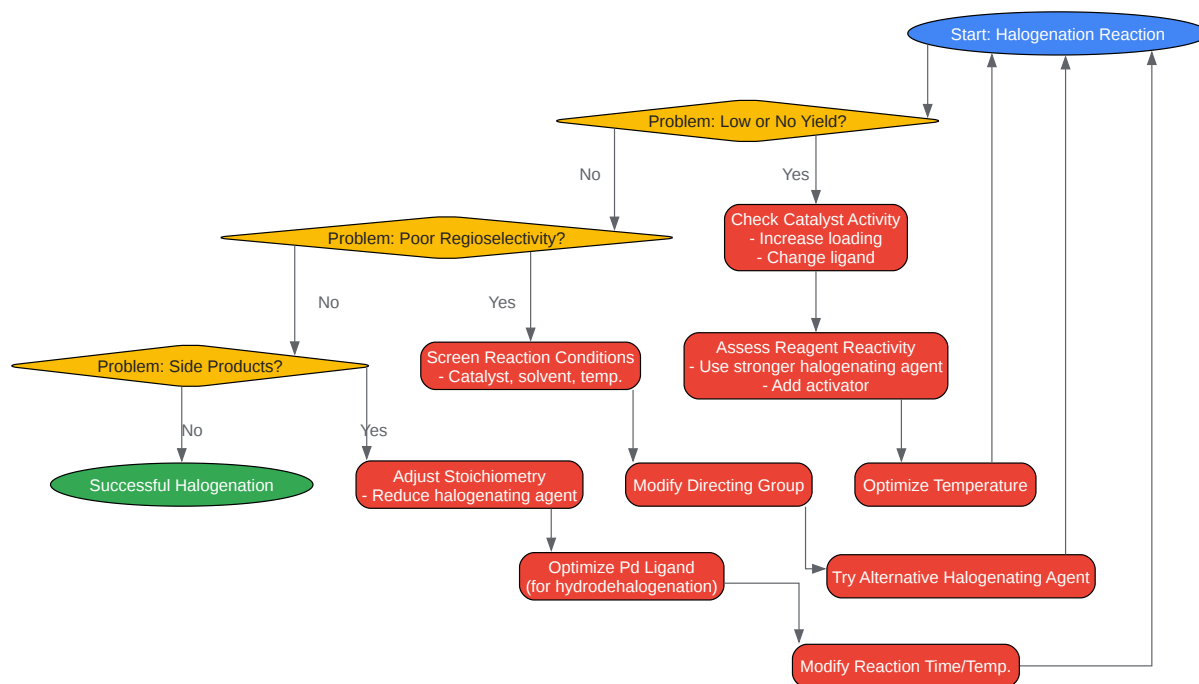 Start: Halogenation Reaction
Problem: Low or No Yield?
No
Yes
Check Catalyst Activity
- Increase loading
- Change ligand
Problem: Poor Regioselectivity?
No
Yes
Assess Reagent Reactivity
- Use stronger halogenating agent
- Add activator
Screen Reaction Conditions
- Catalyst, solvent, temp.
Problem: Side Products?
No
Yes
Successful Halogenation
Adjust Stoichiometry
- Reduce halogenating agent
Modify Directing Group
Optimize Temperature
Optimize Pd Ligand
(for hydrodehalogenation)
Try Alternative Halogenating Agent
Modify Reaction Time/Temp.